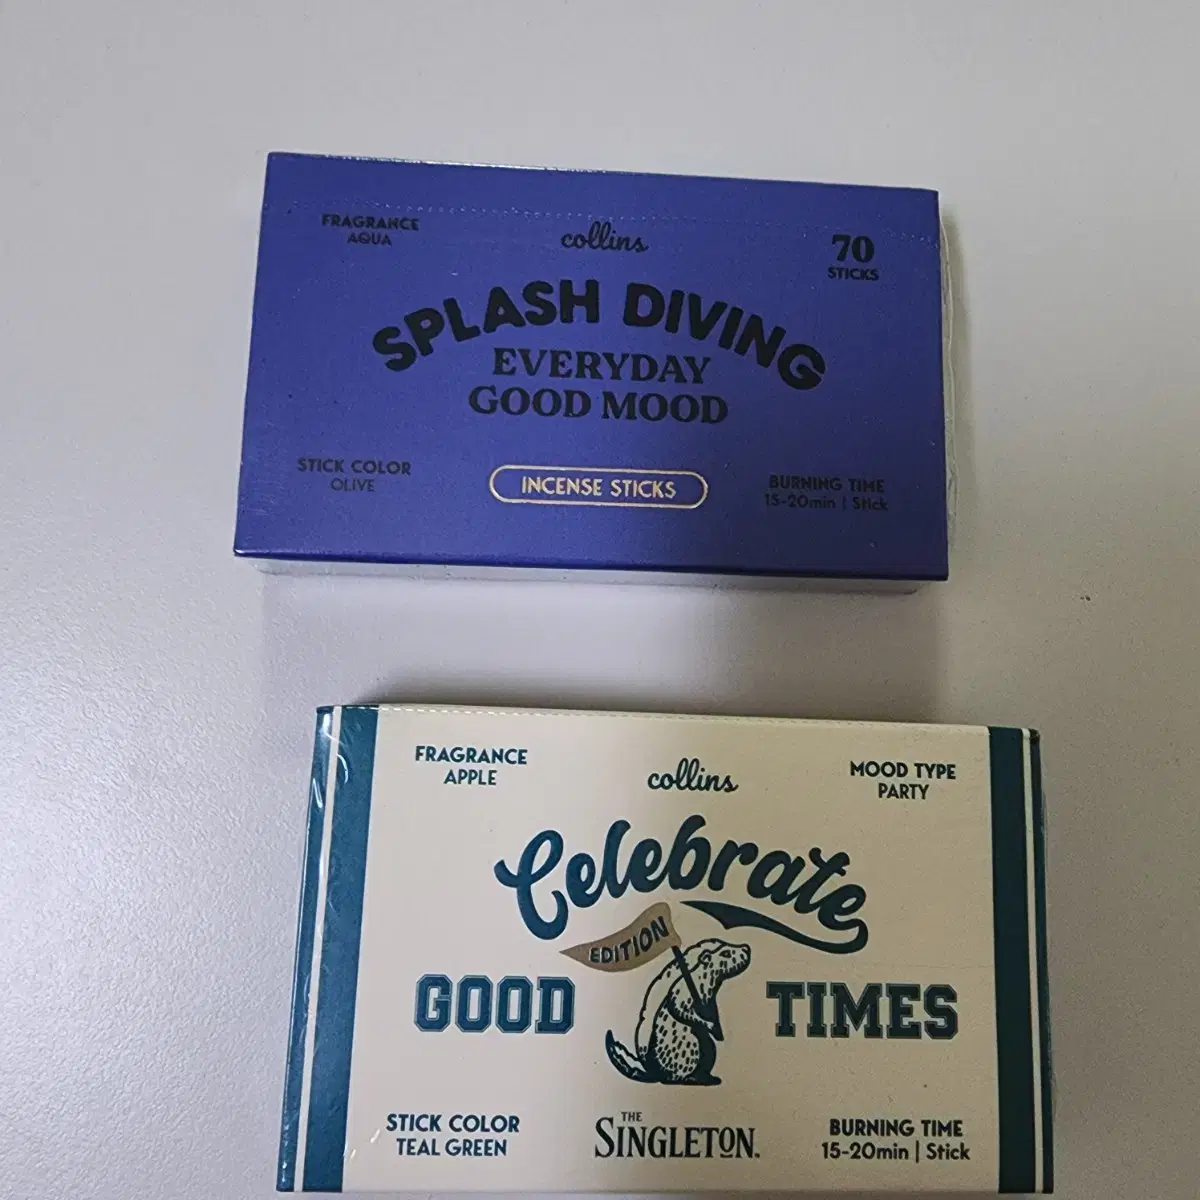 FRAGRANCE
AQUA
collins
70
STICKS
SPLASH DIVING
EVERYDAY
GOOD MOOD
STICK COLOR
OLIVE
INCENSE STICKS
BURNING TIME
15-20min | Stick
FRAGRANCE
APPLE
collins
MOOD TYPE
PARTY
Celebrate
EDITION
GOOD TIMES
STICK COLOR
TEAL GREEN
THE
SINGLETON.
BURNING TIME
15-20min | Stick